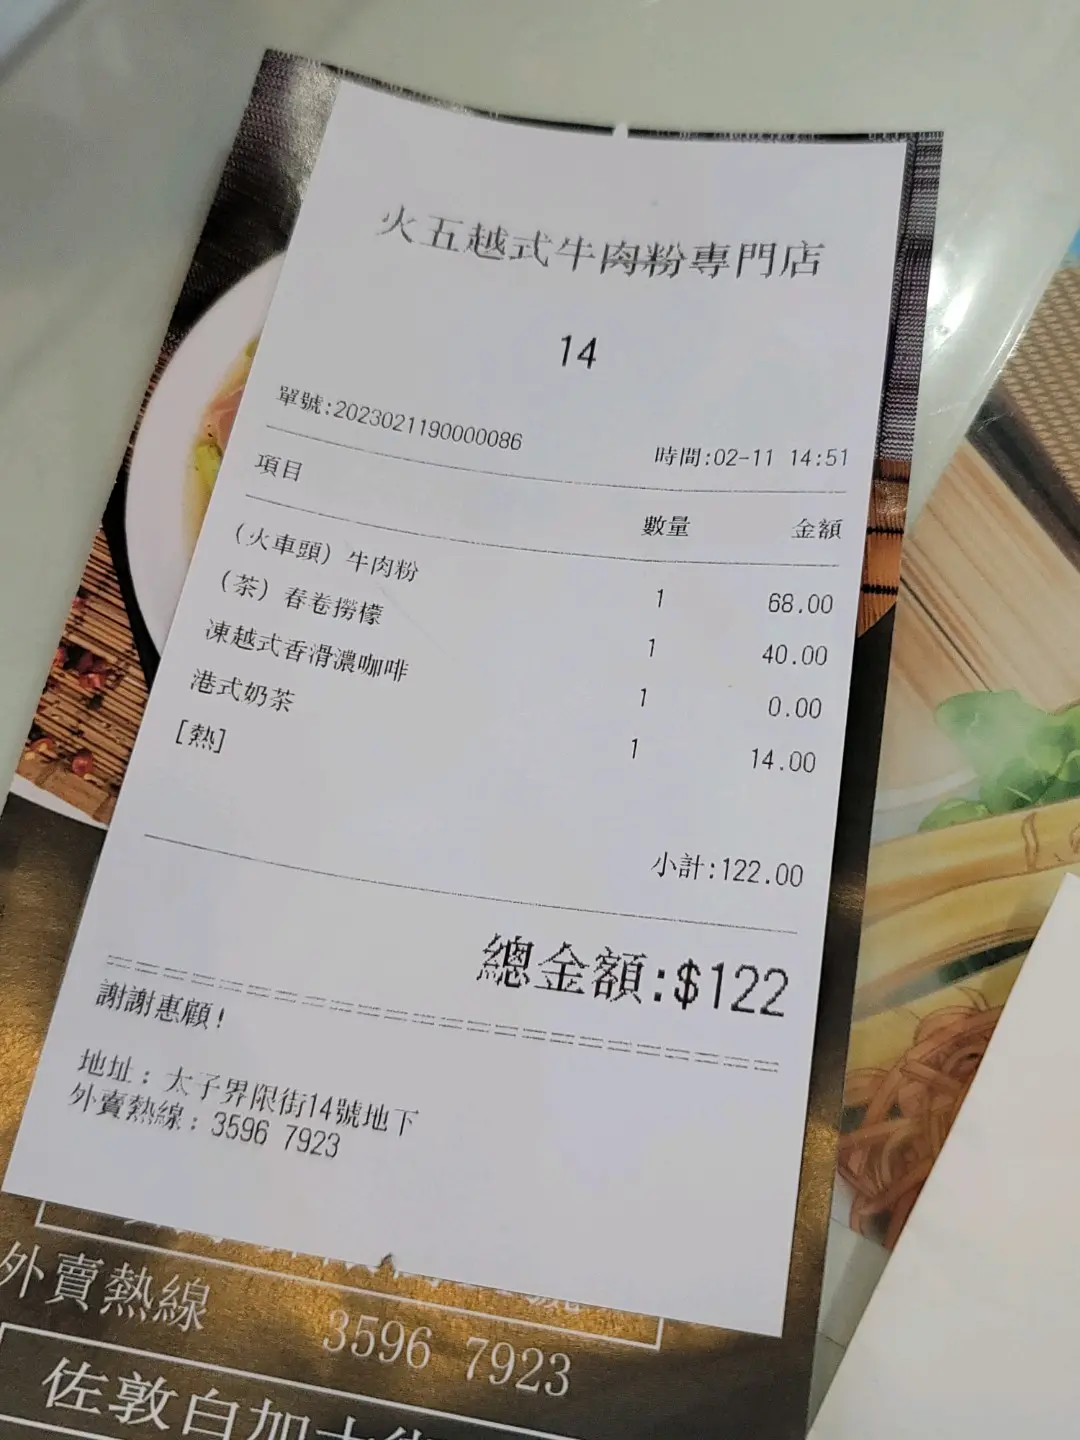 火五越式牛肉粉專門店
14
單號:2023021190000086 時間:02-11 14:51
項目 數量 金額
(火車頭) 牛肉粉 1 68.00
(茶) 春卷撈檬 1 40.00
凍越式香滑濃咖啡 1 0.00
港式奶茶 1 14.00
[熱]
小計:122.00
總金額:$122
謝謝惠顧!
地址: 太子界限街14號地下
外賣熱線: 3596 7923
外賣熱線 3596 7923
佐敦白加士街